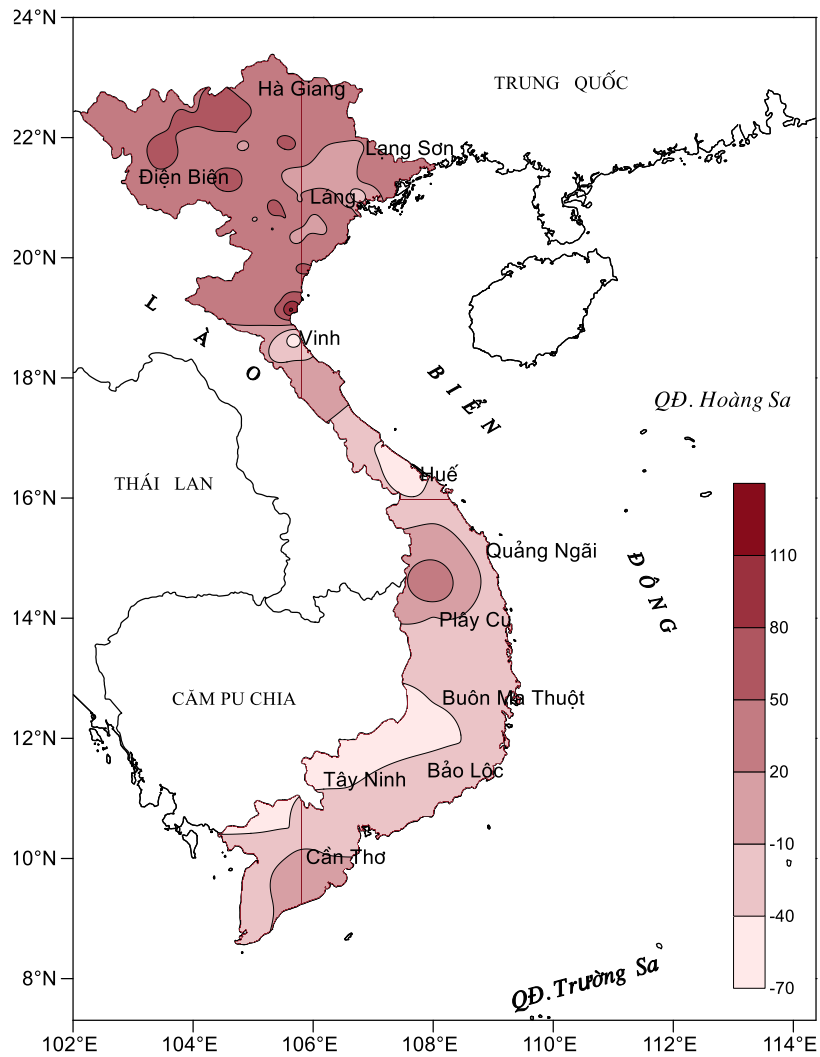 24°N
TRUNG QUỐC
Hà Giang
22°N
Lạng Sơn
Điện Biên
Láng
20°N
LÀO
Vinh
18°N
BIỂN
QĐ. Hoàng Sa
THÁI LAN
Huế
16°N
Quảng Ngãi
ĐÔNG
110
14°N
Plây Cu
80
CĂM PU CHIA
Buôn Ma Thuột
50
12°N
Tây Ninh
Bảo Lộc
20
-10
10°N
Cần Thơ
-40
8°N
QĐ. Trường Sa
-70
102°E 104°E 106°E 108°E 110°E 112°E 114°E